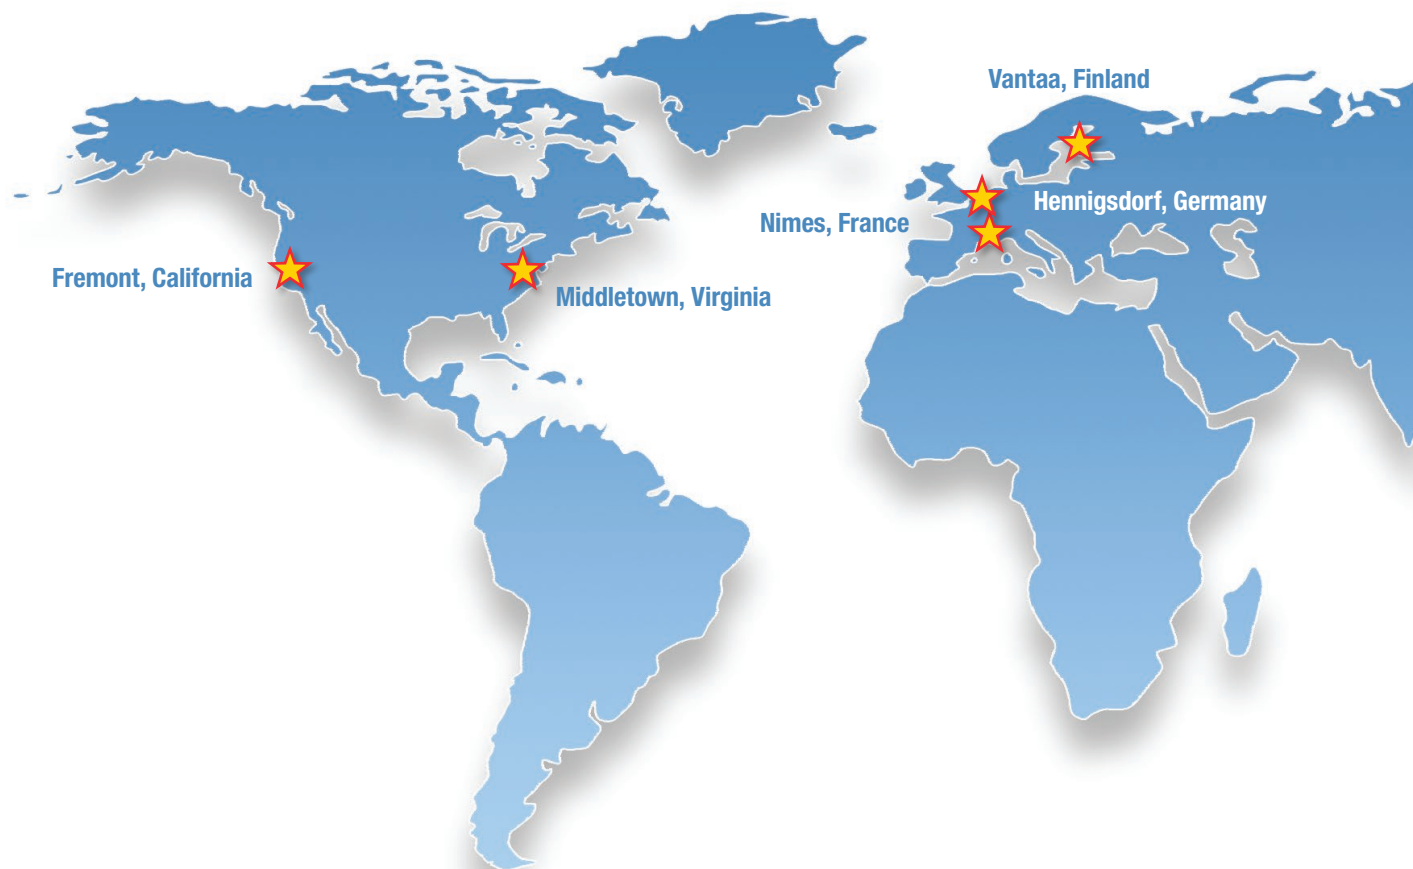 Vantaa, Finland
Hennigsdorf, Germany
Nimes, France
Fremont, California
Middletown, Virginia